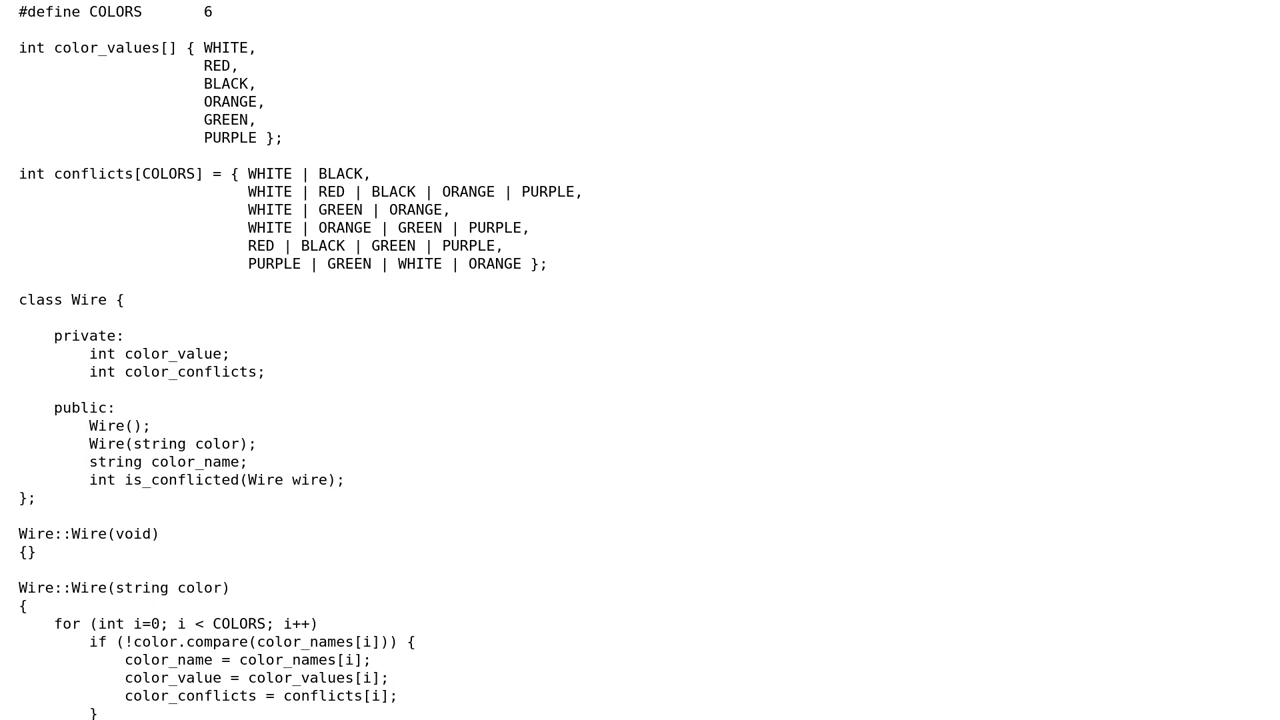 #define COLORS       6
int color_values[] { WHITE,
                     RED,
                     BLACK,
                     ORANGE,
                     GREEN,
                     PURPLE };
int conflicts[COLORS] = { WHITE | BLACK,
                          WHITE | RED | BLACK | ORANGE | PURPLE,
                          WHITE | GREEN | ORANGE,
                          WHITE | ORANGE | GREEN | PURPLE,
                          RED | BLACK | GREEN | PURPLE,
                          PURPLE | GREEN | WHITE | ORANGE };
class Wire {
    private:
        int color_value;
        int color_conflicts;
    public:
        Wire();
        Wire(string color);
        string color_name;
        int is_conflicted(Wire wire);
};
Wire::Wire(void)
{}
Wire::Wire(string color)
{
    for (int i=0; i < COLORS; i++)
        if (!color.compare(color_names[i])) {
            color_name = color_names[i];
            color_value = color_values[i];
            color_conflicts = conflicts[i];
        }